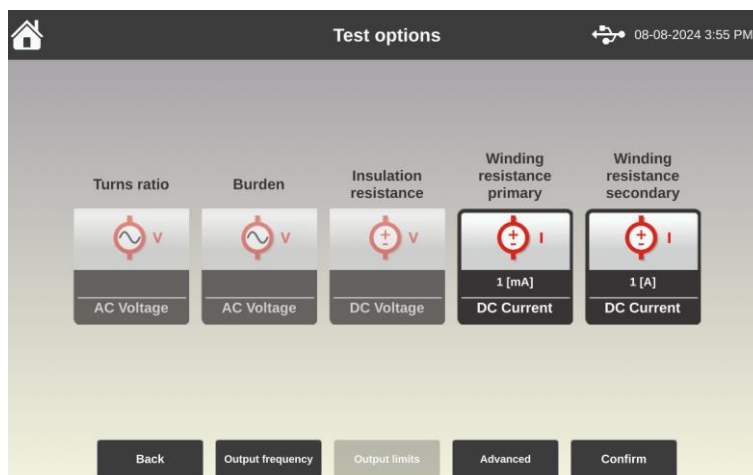 Test options
08-08-2024 3:55 PM
Turns ratio
Burden
Insulation
resistance
Winding
resistance
primary
Winding
resistance
secondary
V
V
V
I
I
1 [mA]
1 [A]
AC Voltage
AC Voltage
DC Voltage
DC Current
DC Current
Back
Output frequency
Output limits
Advanced
Confirm